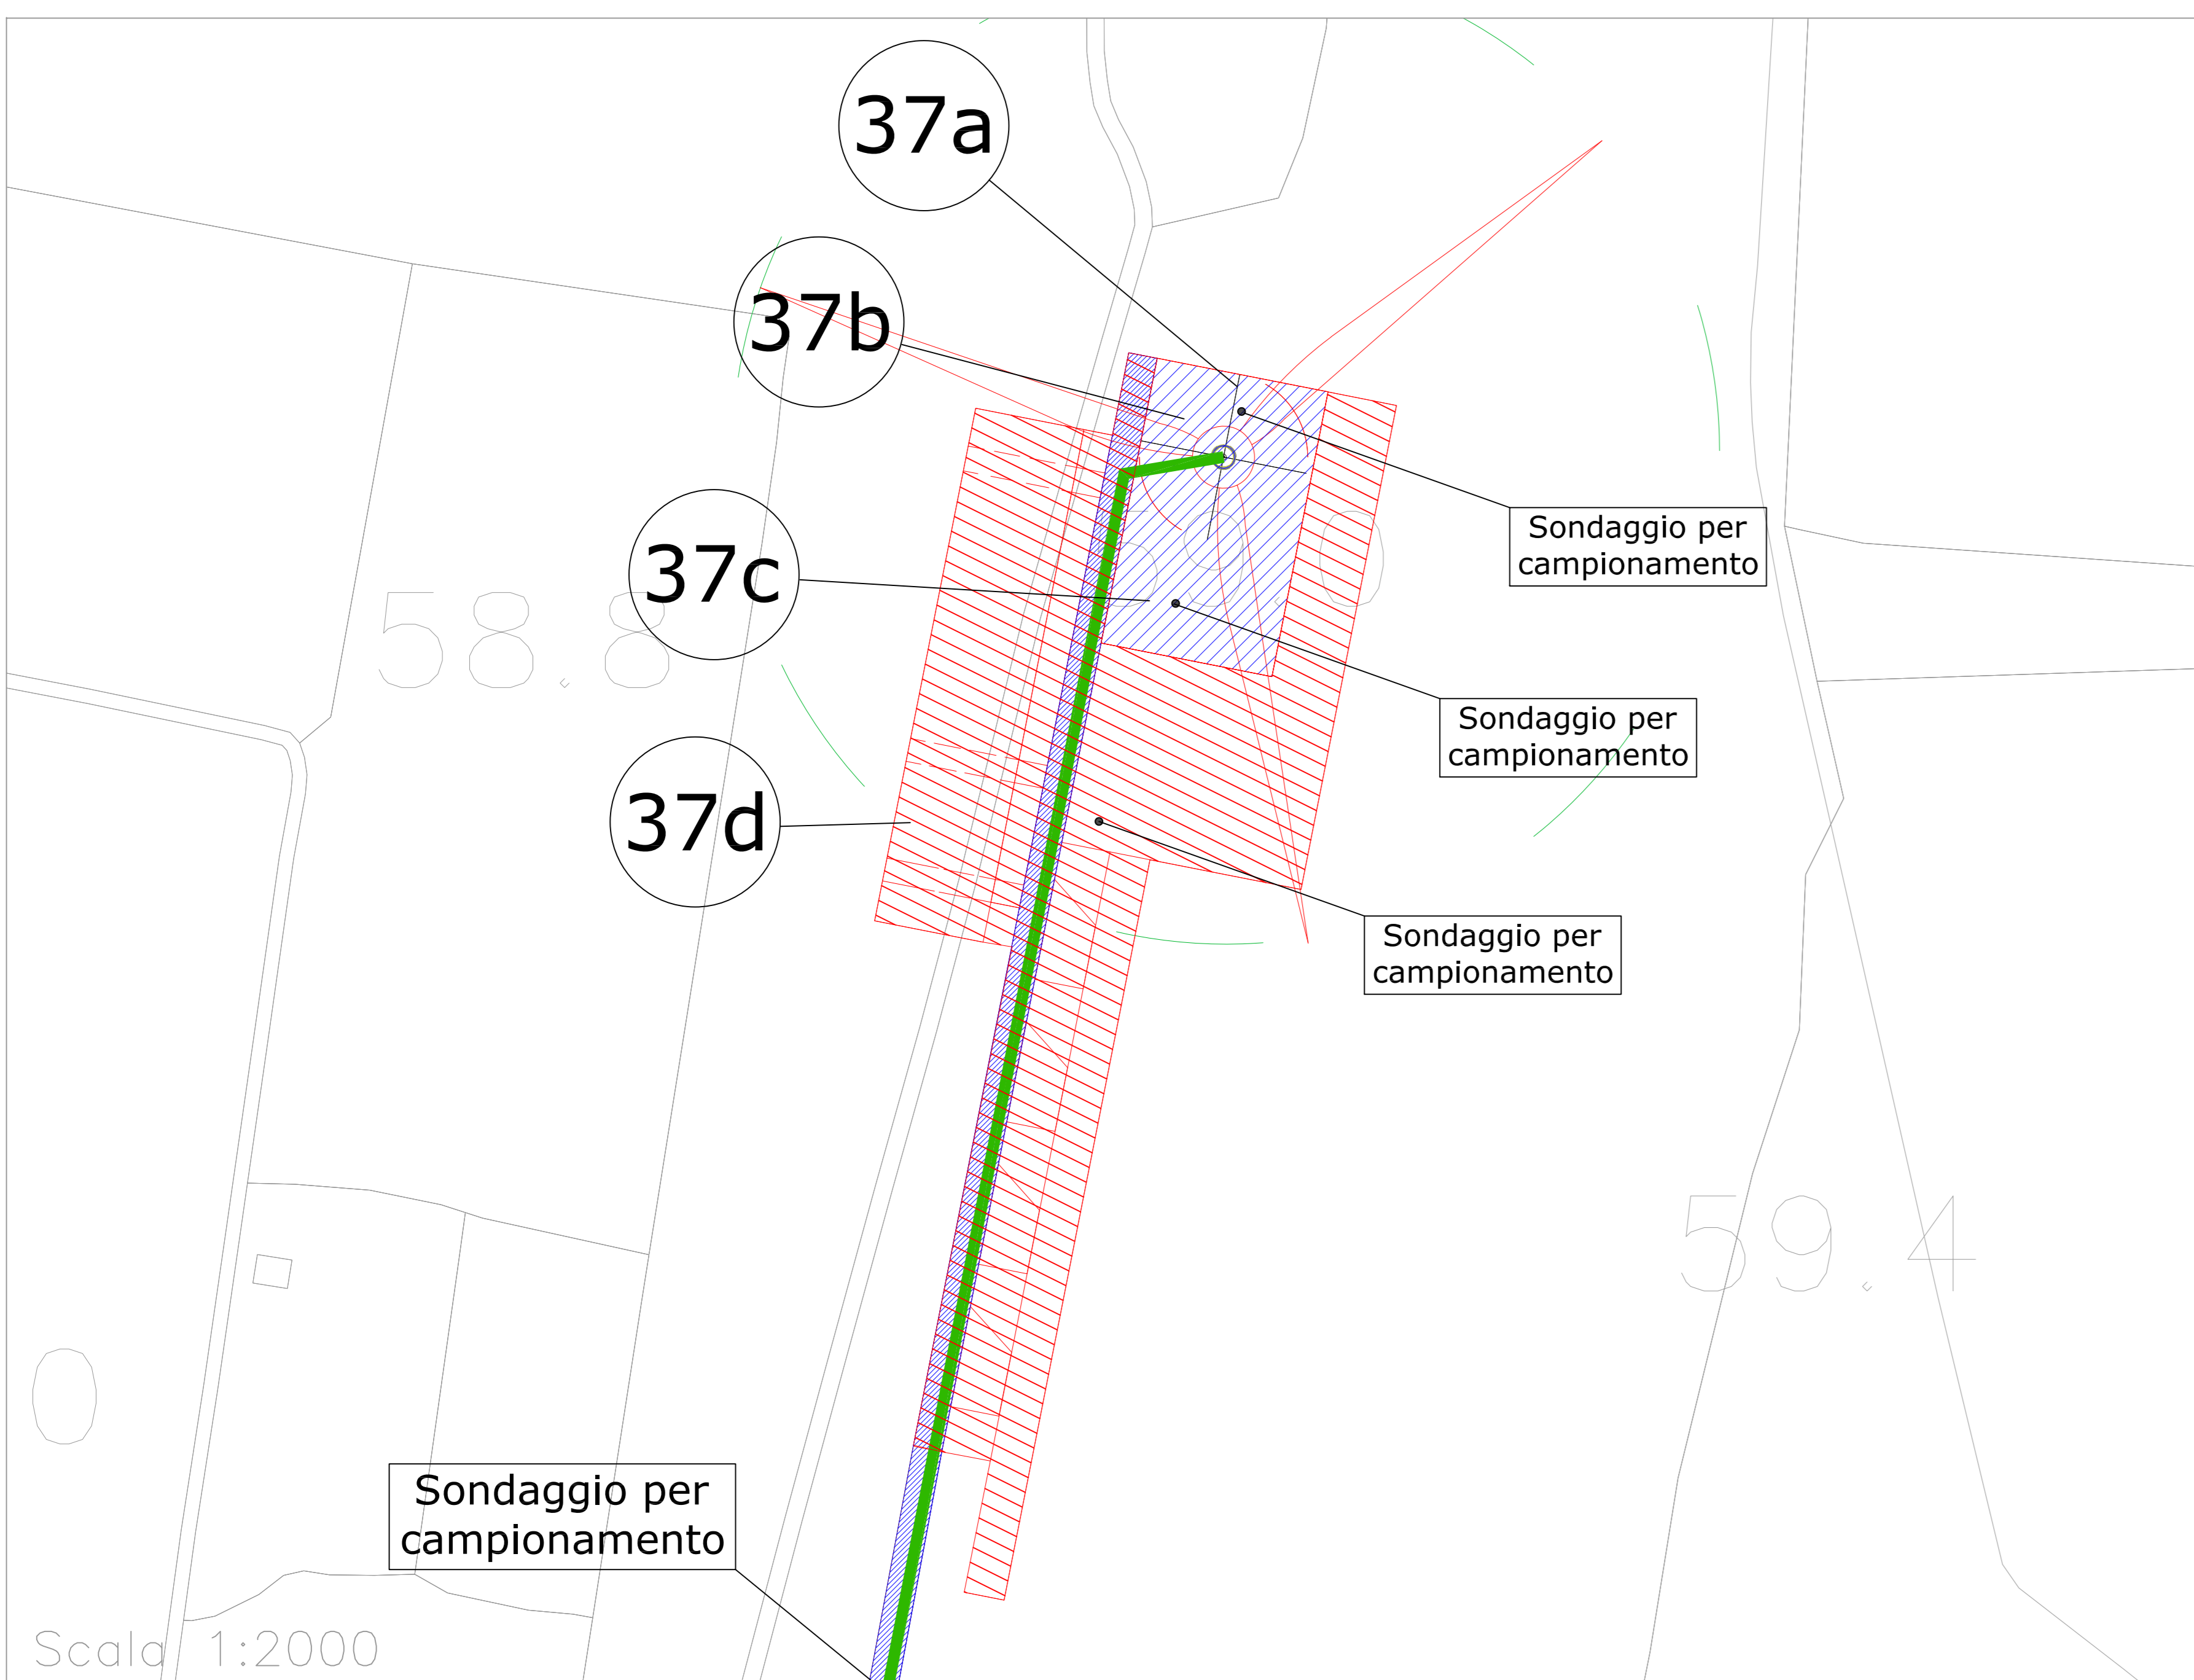 37a
37b
37c
37d
Sondaggio per
campionamento
Sondaggio per
campionamento
Sondaggio per
campionamento
Sondaggio per
campionamento
58.8
59.4
0
Scala 1:2000